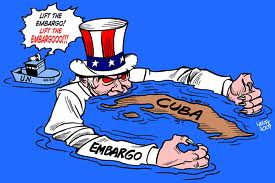 LIFT THE
EMBARGO!
LIFT THE
EMBARGOOO!!!
U.N.
CUBA
EMBARGO